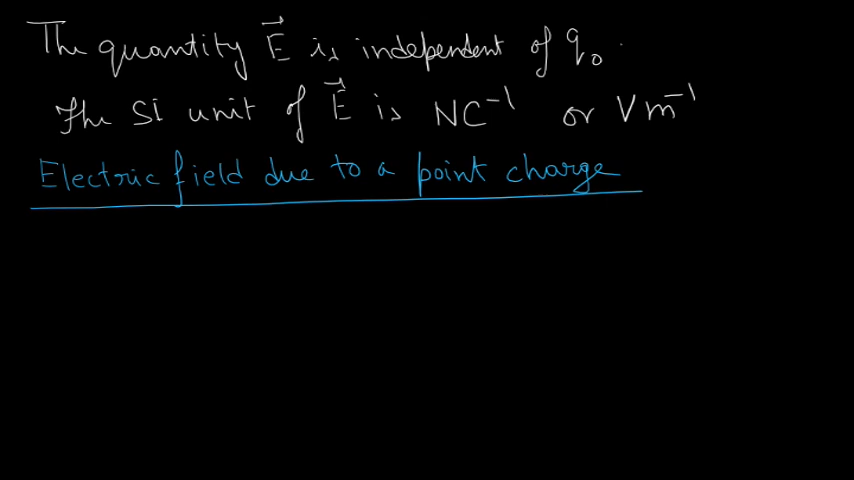 The quantity E⃗ is independent of q₀.
The SI unit of E⃗ is NC⁻¹ or Vm⁻¹
Electric field due to a point charge